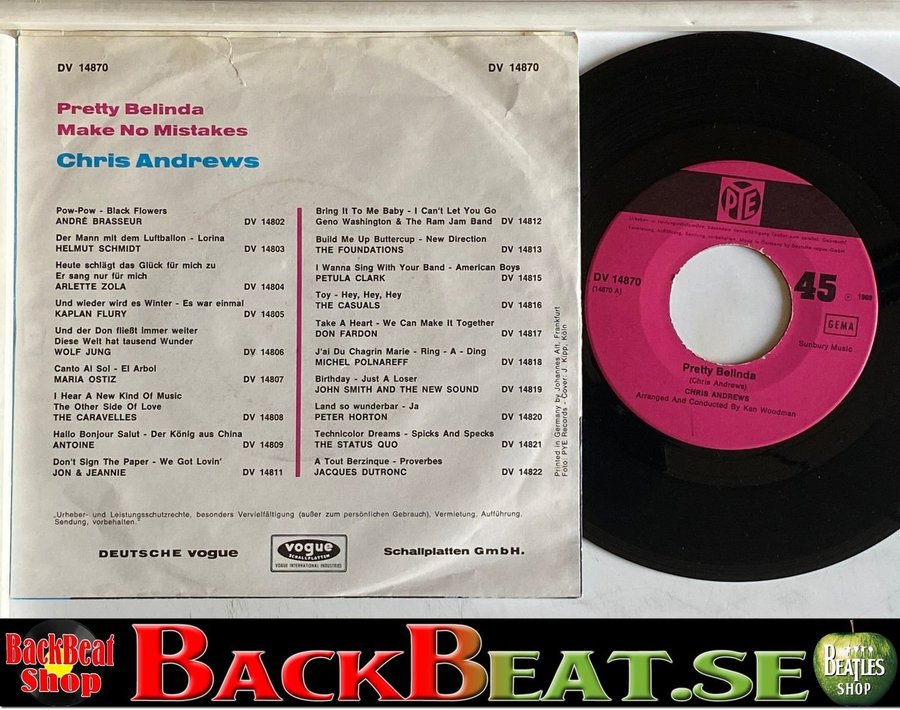 DV 14870
DV 14870
Pretty Belinda
Make No Mistakes
Chris Andrews
Pow-Pow - Black Flowers
ANDRÉ BRASSEUR DV 14802
Der Mann mit dem Luftballon - Lorina
HELMUT SCHMIDT DV 14803
Heute schlägt das Glück für mich zu
Er sang nur für mich
ARLETTE ZOLA DV 14804
Und wieder wird es Winter - Es war einmal
KAPLAN FLURY DV 14805
Und der Don fließt immer weiter
Diese Welt hat tausend Wunder
WOLF JUNG DV 14806
Canto Al Sol - El Arbol
MARIA OSTIZ DV 14807
I Hear A New Kind Of Music
The Other Side Of Love
THE CARAVELLES DV 14808
Hallo Bonjour Salut - Der König aus China
ANTOINE DV 14809
Don't Sign The Paper - We Got Lovin'
JON & JEANNIE DV 14811
Bring It To Me Baby - I Can't Let You Go
Geno Washington & The Ram Jam Band DV 14812
Build Me Up Buttercup - New Direction
THE FOUNDATIONS DV 14813
I Wanna Sing With Your Band - American Boys
PETULA CLARK DV 14815
Toy - Hey, Hey, Hey
THE CASUALS DV 14816
Take A Heart - We Can Make It Together
DON FARDON DV 14817
J'ai Du Chagrin Marie - Ring - A - Ding
MICHEL POLNAREFF DV 14818
Birthday - Just A Loser
JOHN SMITH AND THE NEW SOUND DV 14819
Land so wunderbar - Ja
PETER HORTON DV 14820
Technicolor Dreams - Spicks And Specks
THE STATUS QUO DV 14821
A Tout Berzinque - Proverbes
JACQUES DUTRONC DV 14822
Printed in Germany by Johannes Alt, Frankfurt
Foto: PYE Records - Cover: J. Kipp, Köln
„Urheber- und Leistungsschutzrechte, besonders Vervielfältigung (außer zum persönlichen Gebrauch), Vermietung, Aufführung,
Sendung, vorbehalten."
DEUTSCHE vogue
vogue
SCHALLPLATTEN
VOGUE INTERNATIONAL INDUSTRIES
Schallplatten GmbH.
PYE
DV 14870
(14870 A)
45
℗ 1969
GEMA
Sunbury Music
Pretty Belinda
(Chris Andrews)
CHRIS ANDREWS
Arranged And Conducted By Ken Woodman
BackBeat
Shop
BACKBEAT.SE
BEATLES
SHOP